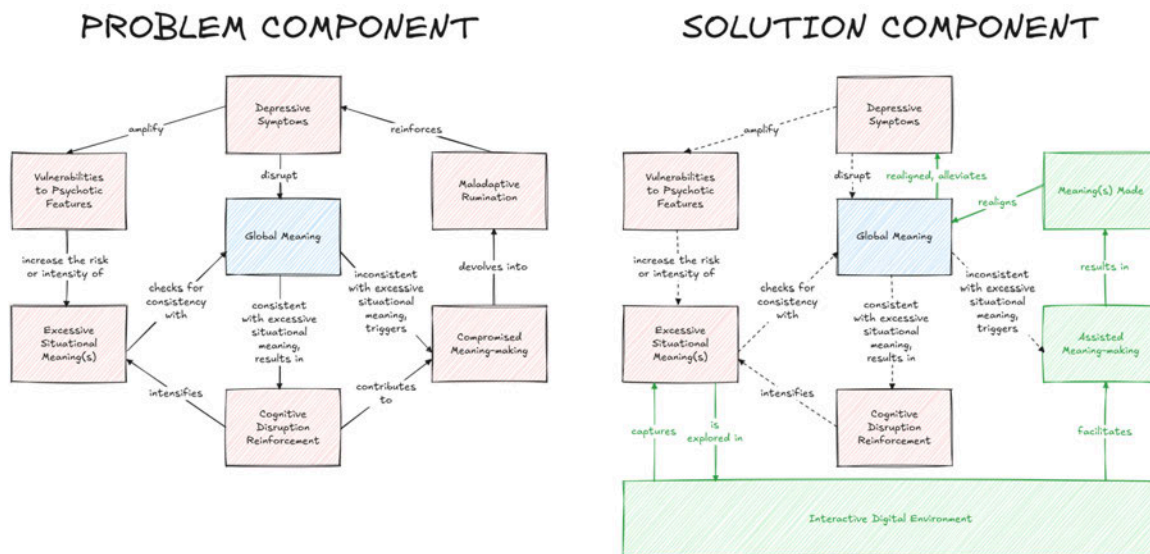 PROBLEM COMPONENT
Depressive
Symptoms
amplify
reinforces
Vulnerabilities
to Psychotic
Features
disrupt
Maladaptive
Rumination
Global Meaning
increase the risk
or intensity of
checks for
consistency
with
consistent
with excessive
situational
meaning,
results in
inconsistent
with excessive
situational
meaning,
triggers
devolves into
Excessive
Situational
Meaning(s)
Compromised
Meaning-making
intensifies
contributes
to
Cognitive
Disruption
Reinforcement
SOLUTION COMPONENT
Depressive
Symptoms
amplify
Vulnerabilities
to Psychotic
Features
disrupt
realigned, alleviates
Meaning(s) Made
realigns
Global Meaning
increase the risk
or intensity of
checks for
consistency
with
consistent
with excessive
situational
meaning,
results in
inconsistent
with excessive
situational
meaning,
triggers
results in
Excessive
Situational
Meaning(s)
Assisted
Meaning-making
intensifies
Cognitive
Disruption
Reinforcement
captures
is
explored in
facilitates
Interactive Digital Environment